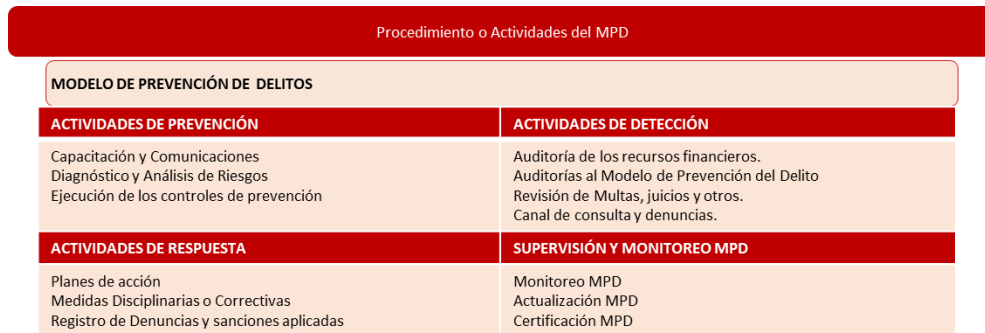 Procedimiento o Actividades del MPD
MODELO DE PREVENCIÓN DE DELITOS
ACTIVIDADES DE PREVENCIÓN
Capacitación y Comunicaciones
Diagnóstico y Análisis de Riesgos
Ejecución de los controles de prevención
ACTIVIDADES DE DETECCIÓN
Auditoría de los recursos financieros.
Auditorías al Modelo de Prevención del Delito
Revisión de Multas, juicios y otros.
Canal de consulta y denuncias.
ACTIVIDADES DE RESPUESTA
Planes de acción
Medidas Disciplinarias o Correctivas
Registro de Denuncias y sanciones aplicadas
SUPERVISIÓN Y MONITOREO MPD
Monitoreo MPD
Actualización MPD
Certificación MPD